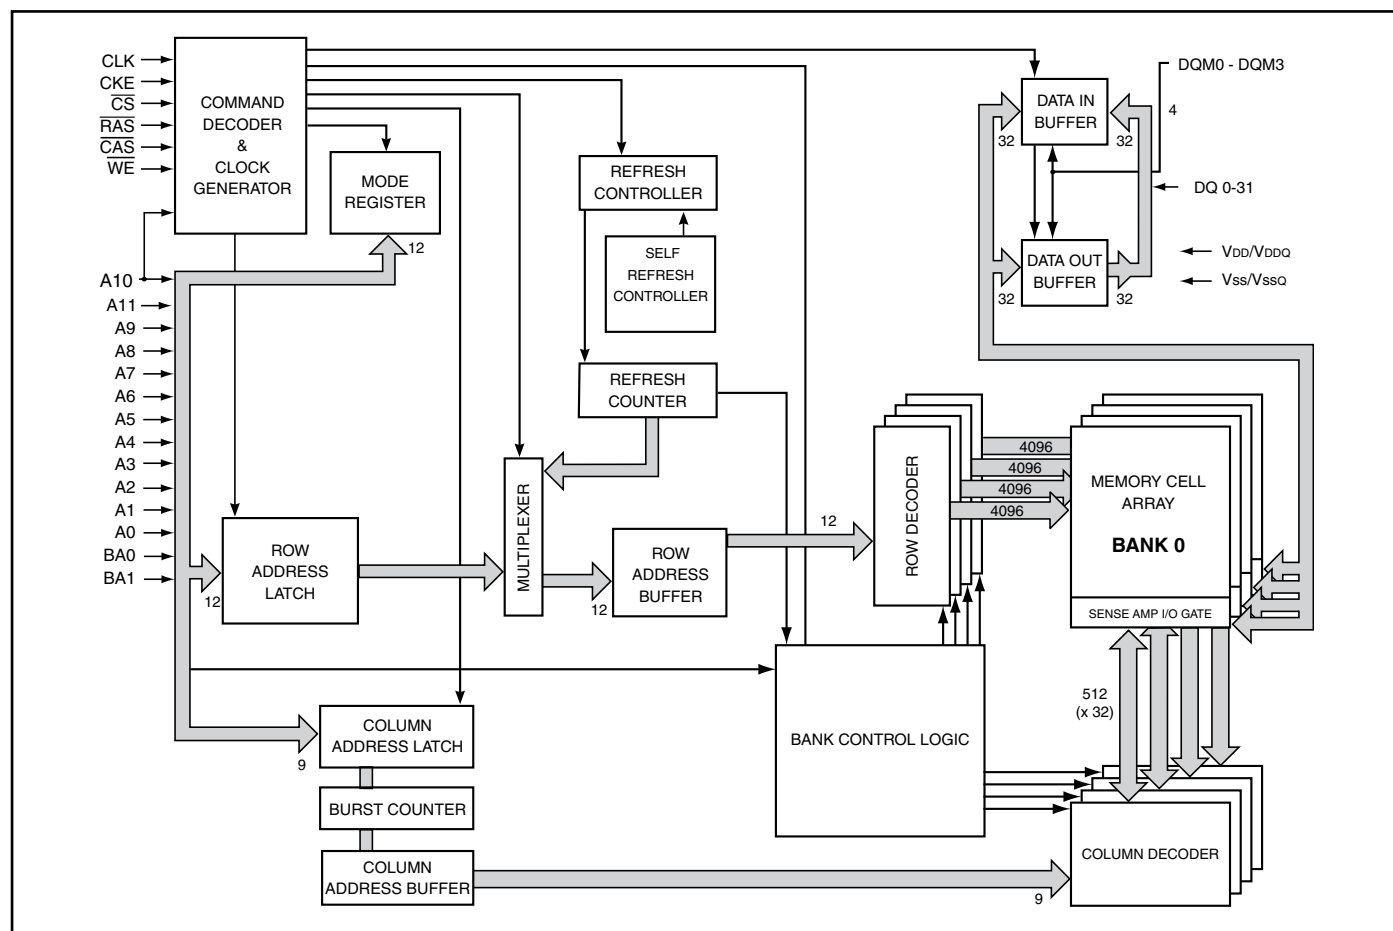 CLK
CKE
CS
RAS
CAS
WE
A10
A11
A9
A8
A7
A6
A5
A4
A3
A2
A1
A0
BA0
BA1
COMMAND
DECODER
&
CLOCK
GENERATOR
MODE
REGISTER
12
REFRESH
CONTROLLER
SELF
REFRESH
CONTROLLER
REFRESH
COUNTER
MULTIPLEXER
ROW
ADDRESS
LATCH
12
ROW
ADDRESS
BUFFER
12
12
COLUMN
ADDRESS LATCH
9
BURST COUNTER
COLUMN
ADDRESS BUFFER
9
BANK CONTROL LOGIC
ROW DECODER
4096
4096
4096
4096
MEMORY CELL
ARRAY
BANK 0
SENSE AMP I/O GATE
512
(x 32)
COLUMN DECODER
DATA IN
BUFFER
32
32
DATA OUT
BUFFER
32
32
DQM0 - DQM3
4
DQ 0-31
VDD/VDDQ
Vss/VssQ